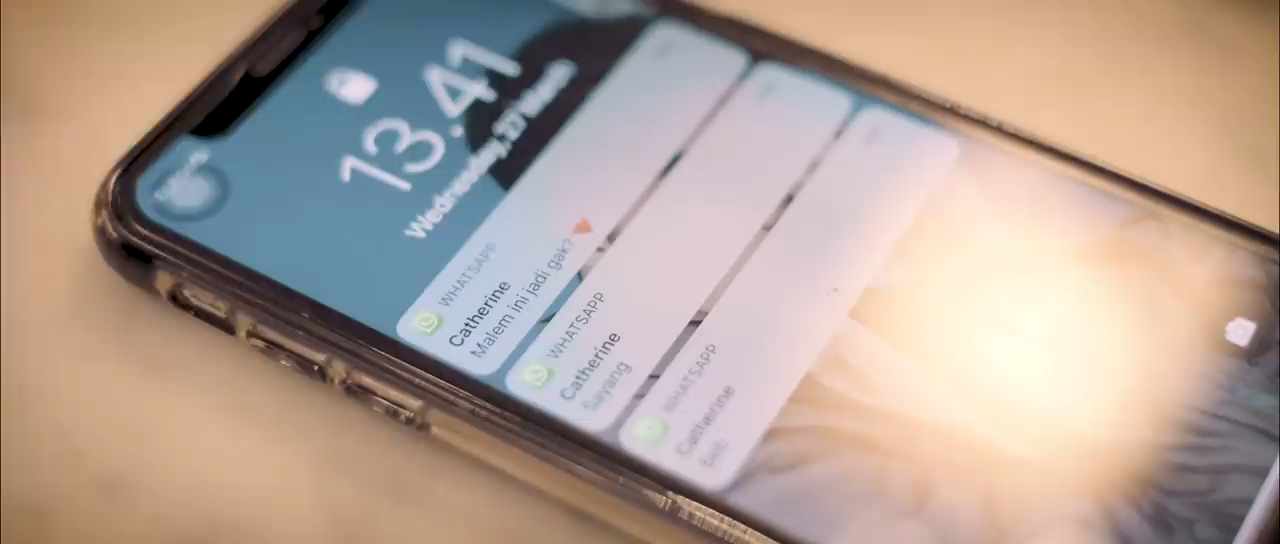 13.41
Wednesday, 27 March
WHATSAPP
Catherine
Malem ini jadi gak?
WHATSAPP
Catherine
Sayang
WHATSAPP
Catherine